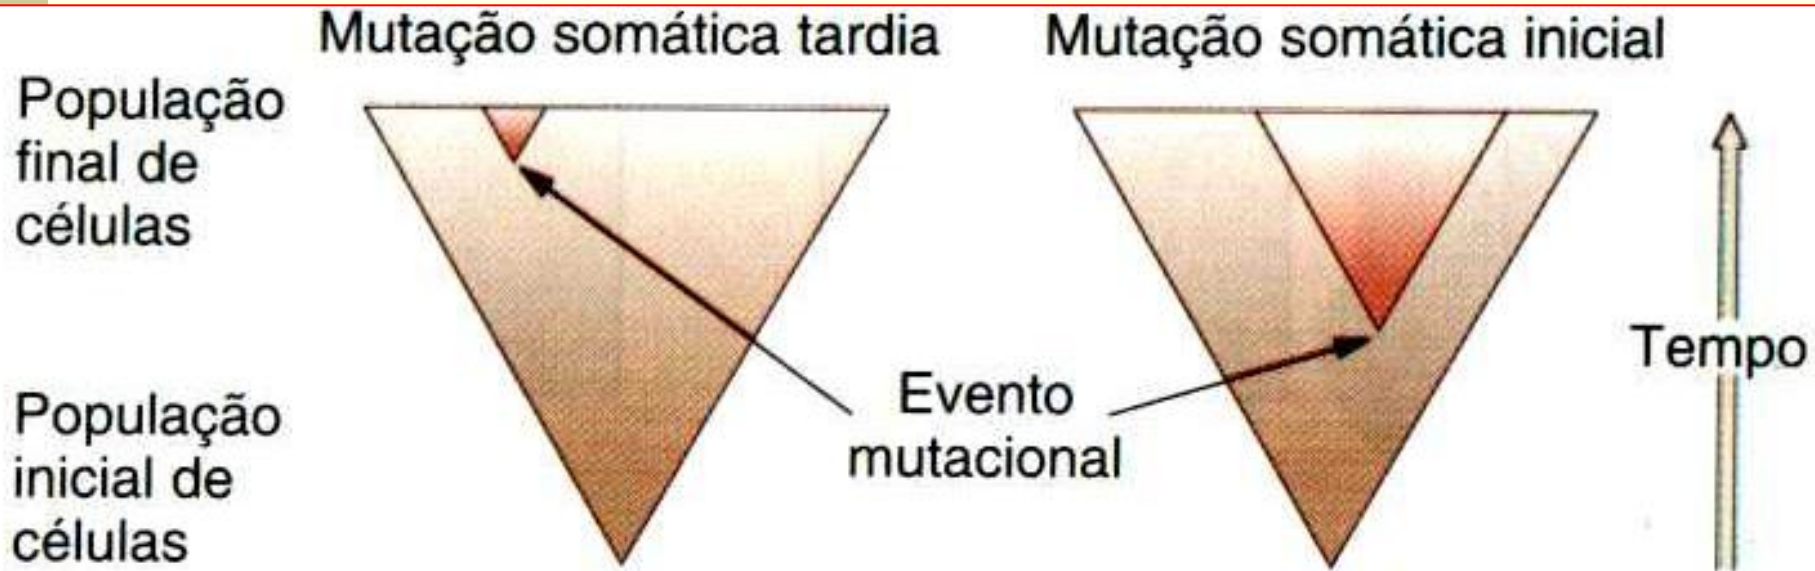 Mutação somática tardia
Mutação somática inicial
População
final de
células
Tempo
Evento
mutacional
População
inicial de
células